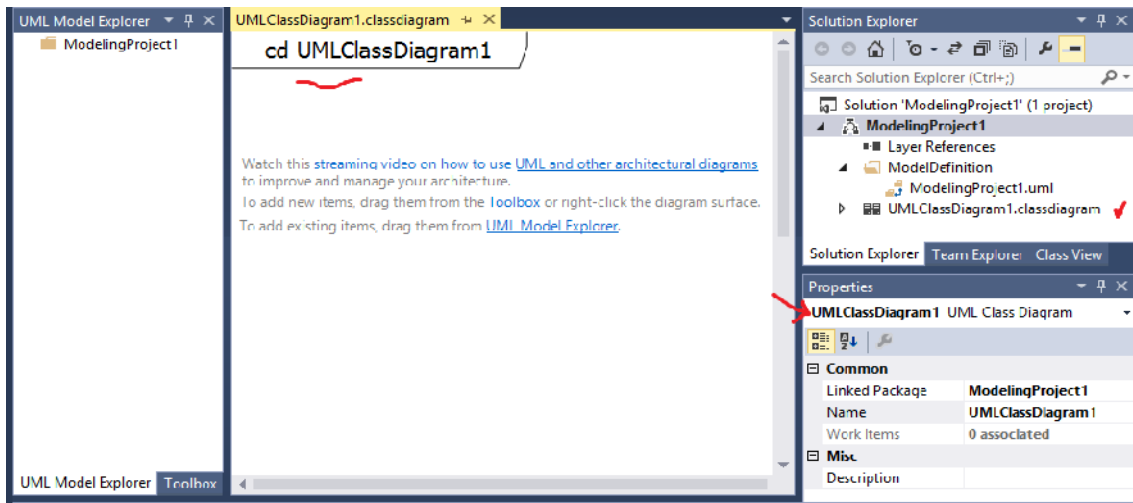 UML Model Explorer
ModelingProject1
UML Model Explorer
Toolbox
UMLClassDiagram1.classdiagram
cd UMLClassDiagram1
Watch this streaming video on how to use UML and other architectural diagrams
to improve and manage your architecture.
To add new items, drag them from the Toolbox or right-click the diagram surface.
To add existing items, drag them from UML Model Explorer.
Solution Explorer
Search Solution Explorer (Ctrl+;)
Solution 'ModelingProject1' (1 project)
ModelingProject1
Layer References
ModelDefinition
ModelingProject1.uml
UMLClassDiagram1.classdiagram
Solution Explorer
Team Explorer
Class View
Properties
UMLClassDiagram1 UML Class Diagram
Common
Linked Package ModelingProject1
Name UMLClassDiagram1
Work Items 0 associated
Misc
Description